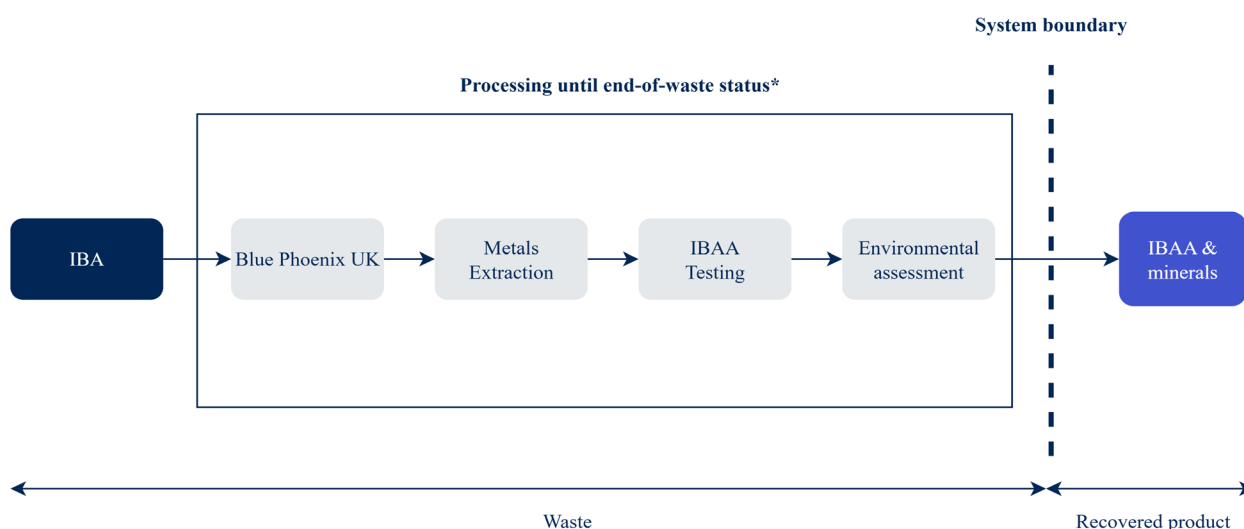 System boundary
Processing until end-of-waste status*
IBA
Blue Phoenix UK
Metals
Extraction
IBAA
Testing
Environmental
assessment
IBAA &
minerals
Waste
Recovered product